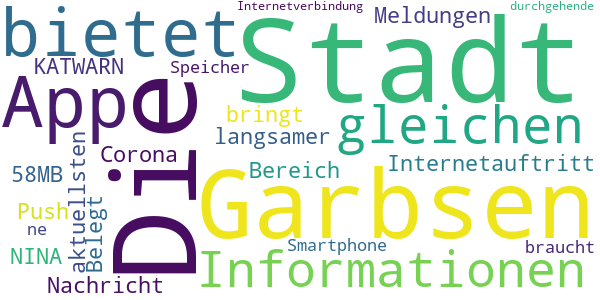 Internetverbindung
durchgehende
bietet
Stadt
Meldungen
KATWARN
Speicher
App
Die
bringt
gleichen
langsamer
Corona
Internetauftritt
58MB
aktuellsten
Bereich
Garbsen
Push
Belegt
ne
Smartphone
braucht
NINA
Informationen
Nachricht